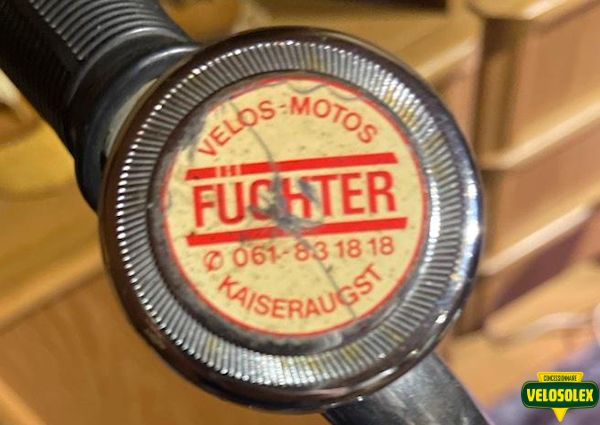 VELOS-MOTOS
FÜCHTER
✆ 061-83 18 18
KAISERAUGST
CONCESSIONNAIRE
VELOSOLEX